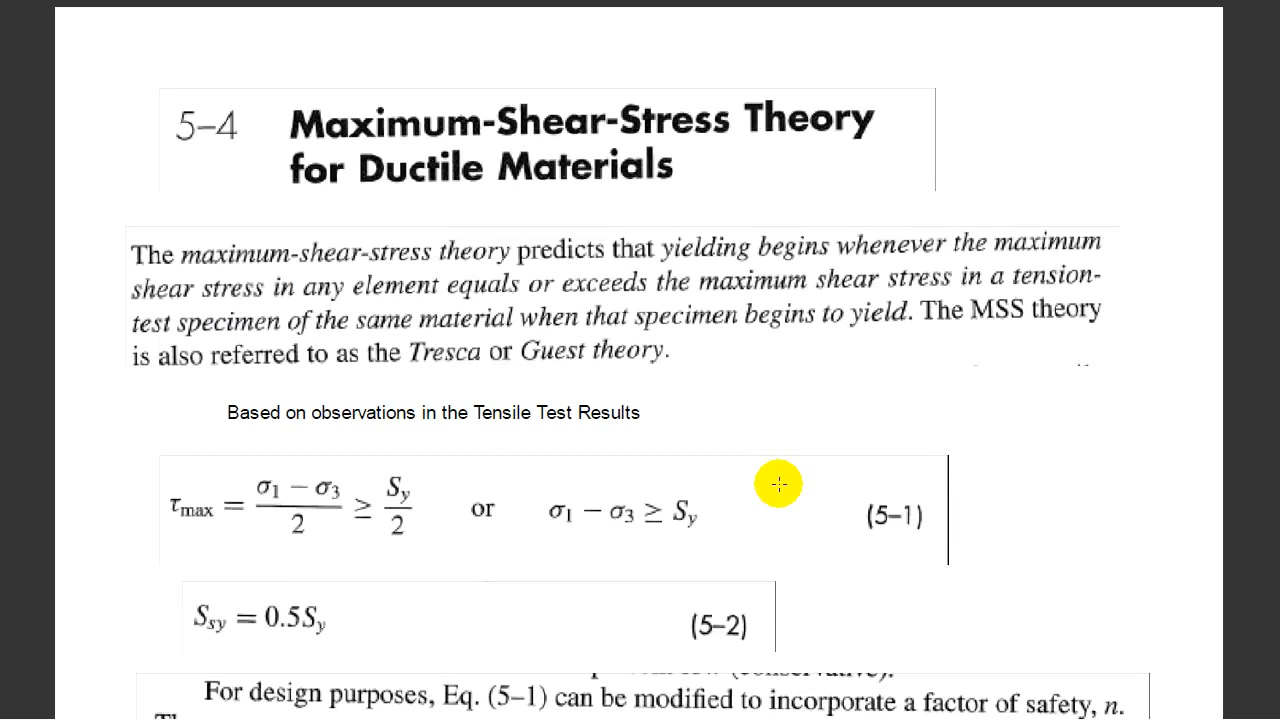 5–4 Maximum-Shear-Stress Theory
for Ductile Materials
The maximum-shear-stress theory predicts that yielding begins whenever the maximum
shear stress in any element equals or exceeds the maximum shear stress in a tension-
test specimen of the same material when that specimen begins to yield. The MSS theory
is also referred to as the Tresca or Guest theory.
Based on observations in the Tensile Test Results
τmax = (σ1 − σ3)/2 ≥ Sy/2 or σ1 − σ3 ≥ Sy (5–1)
Ssy = 0.5Sy (5–2)
For design purposes, Eq. (5–1) can be modified to incorporate a factor of safety, n.